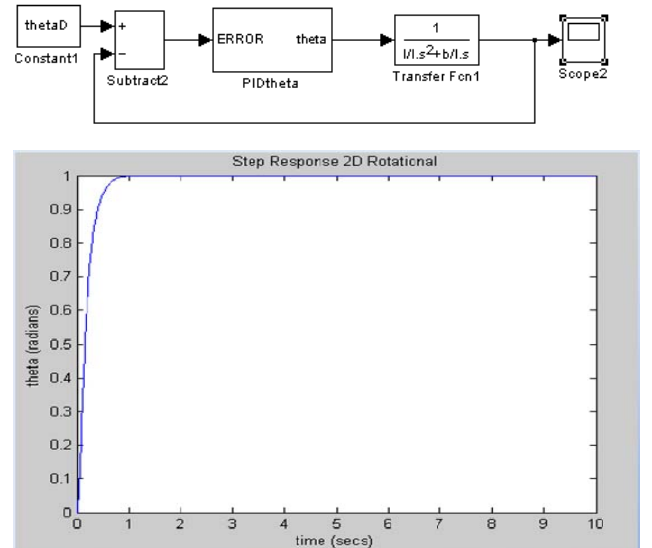 thetaD
Constant1
+
−
Subtract2
ERROR theta
PIDtheta
1
I/l.s²+b/l.s
Transfer Fcn1
Scope2
Step Response 2D Rotational
theta (radians)
1
0.9
0.8
0.7
0.6
0.5
0.4
0.3
0.2
0.1
0
0 1 2 3 4 5 6 7 8 9 10
time (secs)